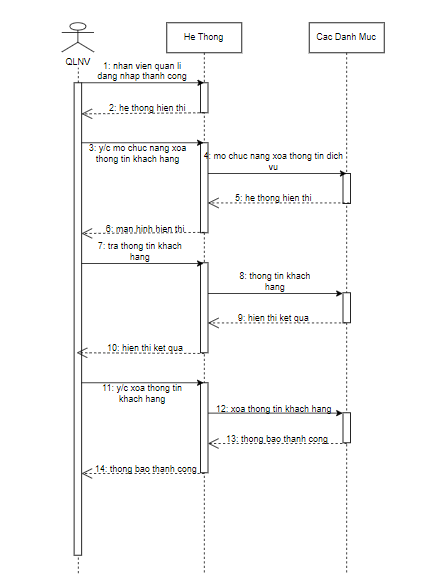 QLNV
He Thong
Cac Danh Muc
1: nhan vien quan li
dang nhap thanh cong
2: he thong hien thi
3: y/c mo chuc nang xoa
thong tin khach hang
4: mo chuc nang xoa thong tin dich
vu
5: he thong hien thi
6: man hinh hien thi
7: tra thong tin khach
hang
8: thong tin khach
hang
9: hien thi ket qua
10: hien thi ket qua
11: y/c xoa thong tin
khach hang
12: xoa thong tin khach hang
13: thong bao thanh cong
14: thong bao thanh cong